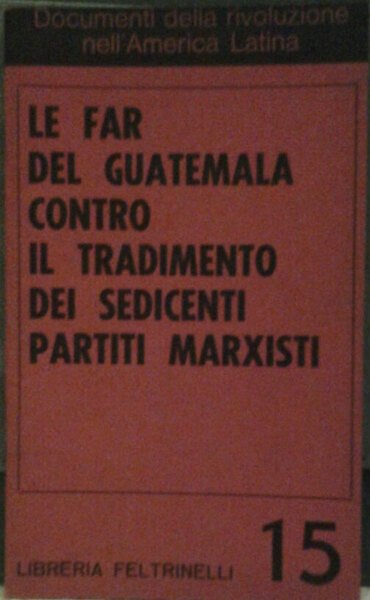 Documenti della rivoluzione
nell'America Latina
LE FAR
DEL GUATEMALA
CONTRO
IL TRADIMENTO
DEI SEDICENTI
PARTITI MARXISTI
LIBRERIA FELTRINELLI
15